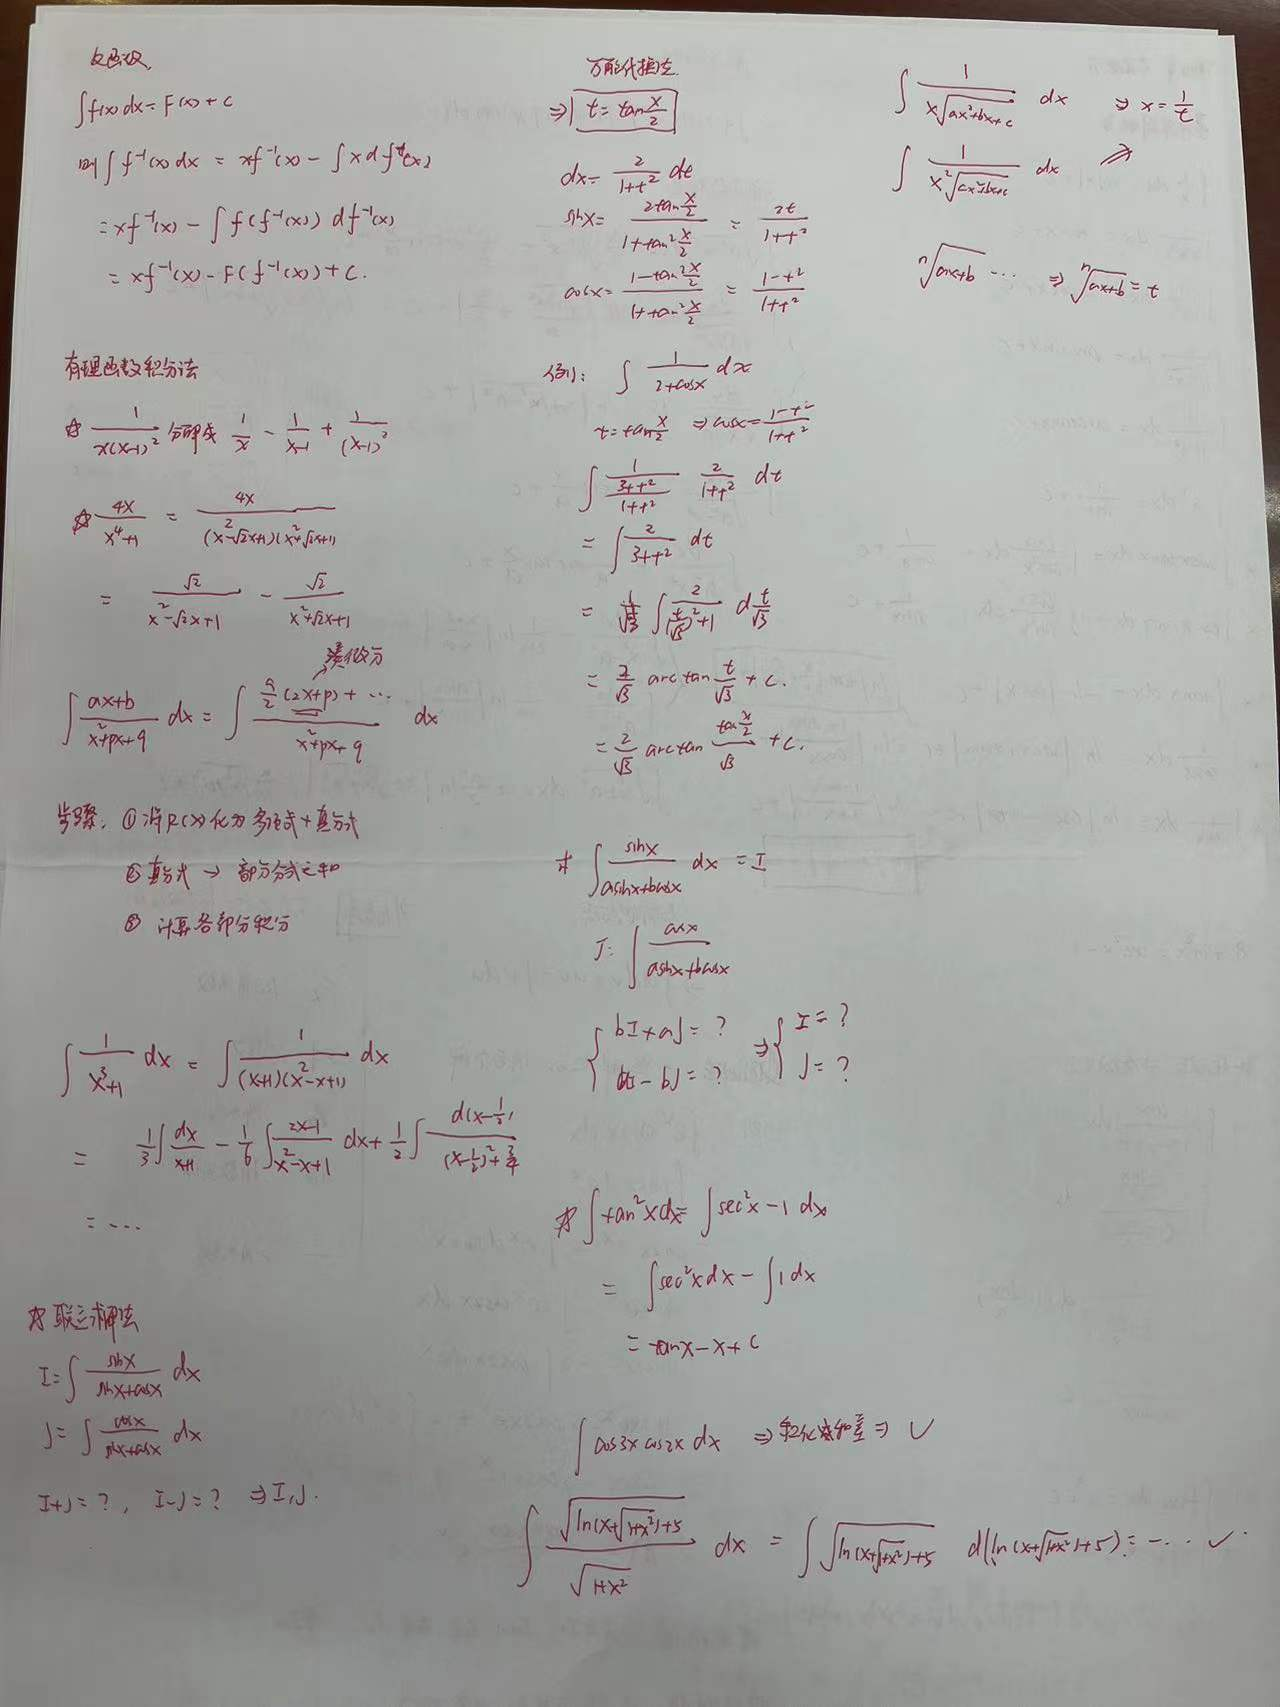 反函数
∫f(x)dx = F(x)+C
则∫f⁻¹(x)dx = xf⁻¹(x) - ∫x d f⁻¹(x)
= xf⁻¹(x) - ∫f(f⁻¹(x)) df⁻¹(x)
= xf⁻¹(x) - F(f⁻¹(x)) + C.
有理函数积分法
☆ 1/(x(x-1)²) 分解成 1/x - 1/(x-1) + 1/(x-1)²
☆ 4x/(x⁴+1) = 4x/((x²-√2x+1)(x²+√2x+1))
= √2/(x²-√2x+1) - √2/(x²+√2x+1)
凑微分
∫(ax+b)/(x²+px+q) dx = ∫(a/2(2x+p)+…)/(x²+px+q) dx
步骤. ① 将R(x)化为多项式+真分式
② 真分式 → 部分分式之和
③ 计算各部分积分
∫1/(x³+1) dx = ∫1/((x+1)(x²-x+1)) dx
= 1/3∫dx/(x+1) - 1/6∫(2x-1)/(x²-x+1) dx + 1/2∫d(x-1/2)/((x-1/2)²+3/4)
= …
☆ 联立求解法
I=∫sinx/(sinx+cosx) dx
J=∫cosx/(sinx+cosx) dx
I+J=?, I-J=? ⇒ I,J.
万能代换法
⇒ t = tan x/2
dx = 2/(1+t²) dt
sinx = (2tan x/2)/(1+tan² x/2) = 2t/(1+t²)
cosx = (1-tan² x/2)/(1+tan² x/2) = (1-t²)/(1+t²)
例: ∫1/(2+cosx) dx
t=tan x/2 ⇒ cosx=(1-t²)/(1+t²)
∫1/((3+t²)/(1+t²)) 2/(1+t²) dt
= ∫2/(3+t²) dt
= 1/√3 ∫2/((t/√3)²+1) d t/√3
= 2/√3 arctan t/√3 + C.
= 2/√3 arctan (tan x/2)/√3 + C.
☆ ∫sinx/(asinx+bcosx) dx = I
J: ∫cosx/(asinx+bcosx)
{ bI+aJ=? ⇒ { I=?
aI-bJ=? J=?
☆ ∫tan²xdx = ∫sec²x-1 dx
= ∫sec²xdx - ∫1dx
= tanx-x+C
∫cos3x cos2x dx ⇒ 积化和差 ⇒ √
∫√(ln(x+√(1+x²))+5)/√(1+x²) dx = ∫√(ln(x+√(1+x²))+5) d(ln(x+√(1+x²))+5) = … √
∫1/(x√(ax²+bx+c)) dx ⇒ x=1/t
∫1/(x²√(ax²+bx+c)) dx ⇒
ⁿ√(ax+b) … ⇒ ⁿ√(ax+b) = t